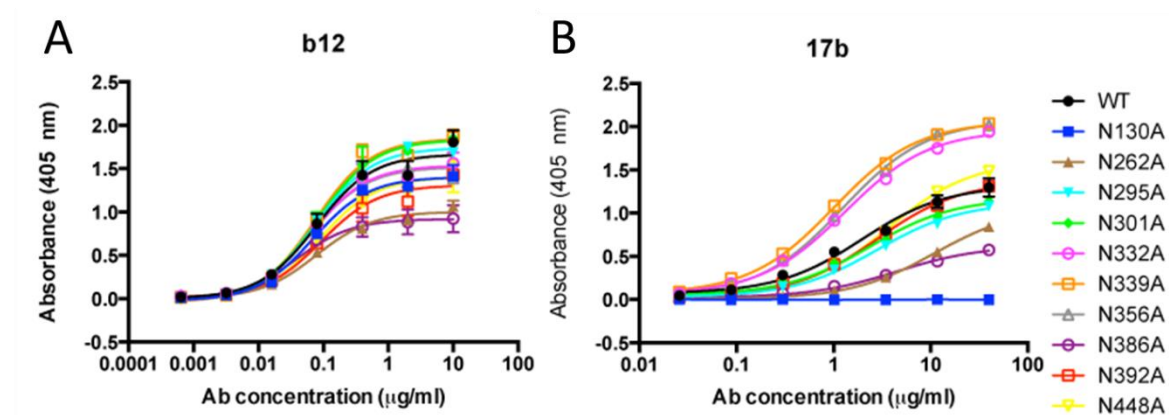 A
b12
Absorbance (405 nm)
2.5
2.0
1.5
1.0
0.5
0.0
-0.5
0.0001 0.001 0.01 0.1 1 10 100
Ab concentration (μg/ml)
B
17b
Absorbance (405 nm)
2.5
2.0
1.5
1.0
0.5
0.0
-0.5
0.01 0.1 1 10 100
Ab concentration (μg/ml)
WT
N130A
N262A
N295A
N301A
N332A
N339A
N356A
N386A
N392A
N448A